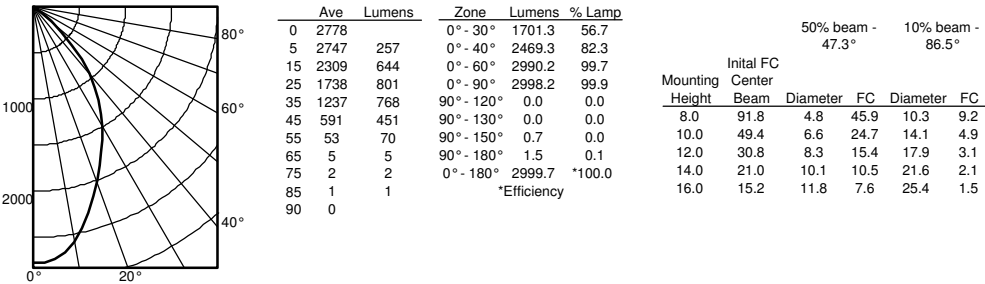 80°
60°
40°
1000
2000
0° 20°
Ave Lumens
0 2778
5 2747 257
15 2309 644
25 1738 801
35 1237 768
45 591 451
55 53 70
65 5 5
75 2 2
85 1 1
90 0
Zone Lumens % Lamp
0° - 30° 1701.3 56.7
0° - 40° 2469.3 82.3
0° - 60° 2990.2 99.7
0° - 90° 2998.2 99.9
90° - 120° 0.0 0.0
90° - 130° 0.0 0.0
90° - 150° 0.7 0.0
90° - 180° 1.5 0.1
0° - 180° 2999.7 *100.0
*Efficiency
50% beam - 10% beam -
47.3° 86.5°
Inital FC
Mounting Center
Height Beam Diameter FC Diameter FC
8.0 91.8 4.8 45.9 10.3 9.2
10.0 49.4 6.6 24.7 14.1 4.9
12.0 30.8 8.3 15.4 17.9 3.1
14.0 21.0 10.1 10.5 21.6 2.1
16.0 15.2 11.8 7.6 25.4 1.5